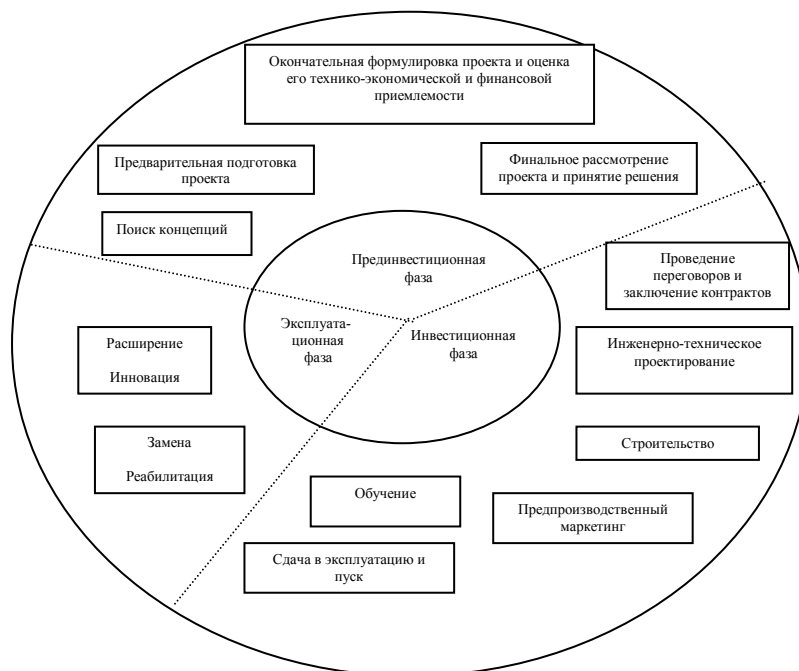 Окончательная формулировка проекта и оценка
его технико-экономической и финансовой
приемлемости
Предварительная подготовка
проекта
Финальное рассмотрение
проекта и принятие решения
Поиск концепций
Прединвестиционная
фаза
Проведение
переговоров и
заключение контрактов
Эксплуата-
ционная
фаза
Инвестиционная
фаза
Расширение
Инновация
Инженерно-техническое
проектирование
Замена
Реабилитация
Строительство
Обучение
Предпроизводственный
маркетинг
Сдача в эксплуатацию и
пуск